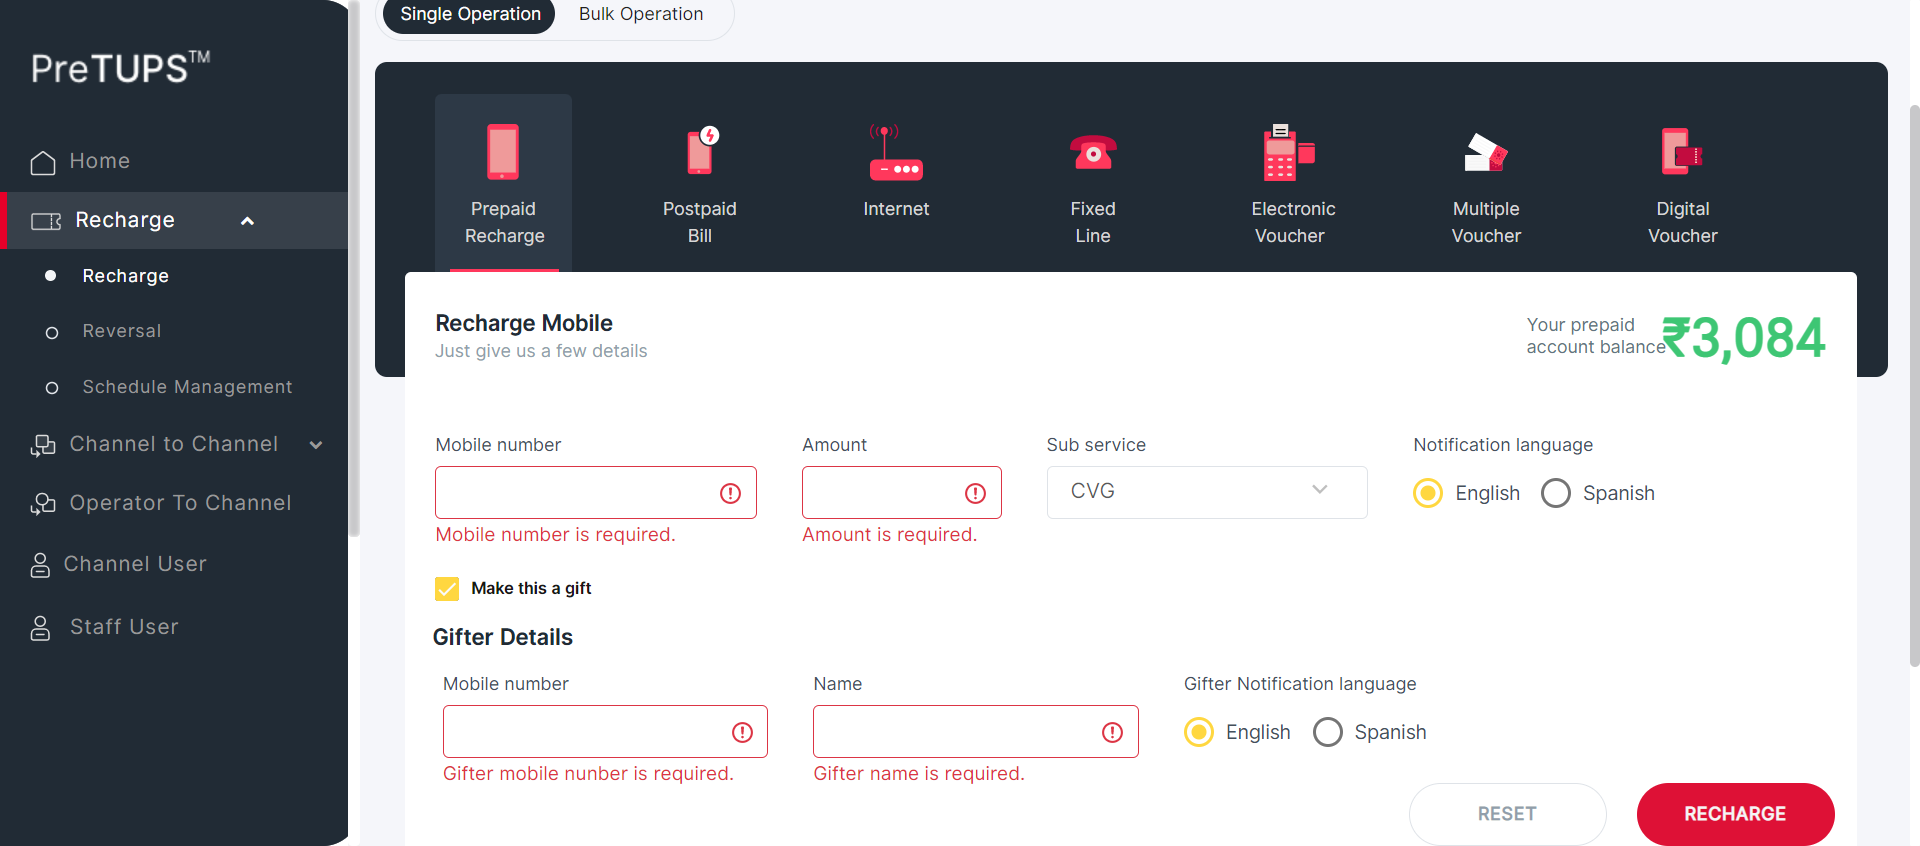 PreTUPS™
Home
Recharge
Recharge
Reversal
Schedule Management
Channel to Channel
Operator To Channel
Channel User
Staff User
Single Operation
Bulk Operation
Prepaid
Recharge
Postpaid
Bill
Internet
Fixed
Line
Electronic
Voucher
Multiple
Voucher
Digital
Voucher
Recharge Mobile
Just give us a few details
Your prepaid
account balance
₹3,084
Mobile number
Amount
Sub service
Notification language
CVG
English
Spanish
Mobile number is required.
Amount is required.
Make this a gift
Gifter Details
Mobile number
Name
Gifter Notification language
English
Spanish
Gifter mobile nunber is required.
Gifter name is required.
RESET
RECHARGE